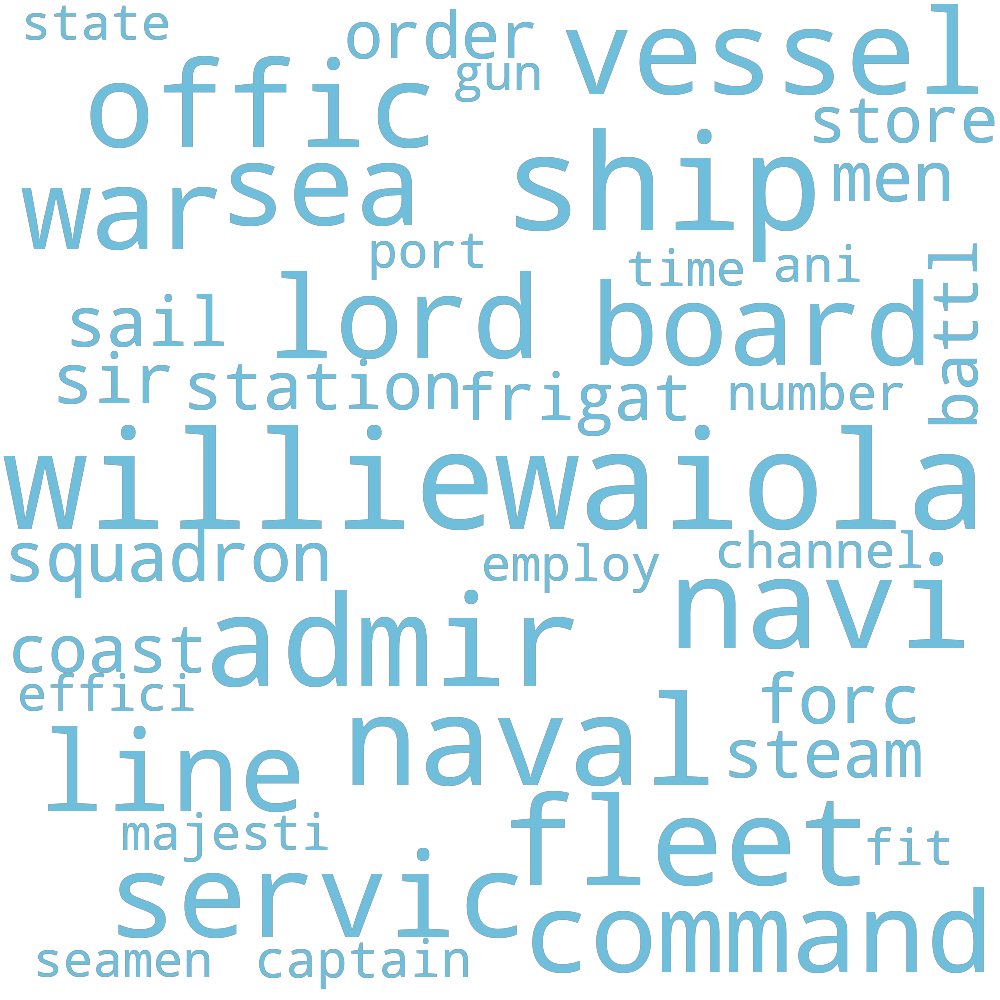 state
order
vessel
gun
offic
store
sea
ship
men
war
port
time
ani
battl
lord
board
sail
sir
station
frigat
number
williewaiola
squadron
employ
channel
navi
coast
admir
effici
forc
line
naval
steam
majesti
fleet
fit
servic
command
seamen
captain